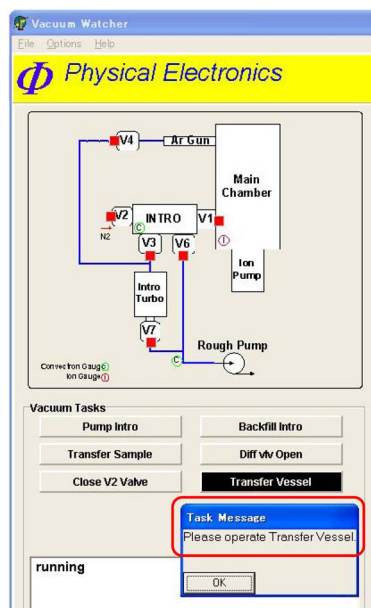 Vacuum Watcher
File Options Help
Φ Physical Electronics
V4 Ar Gun
Main
Chamber
V2 INTRO V1
N2 C
V3 V6 I
Ion
Pump
Intro
Turbo
V7
Rough Pump
C
Convectron Gauge C
Ion Gauge I
Vacuum Tasks
Pump Intro Backfill Intro
Transfer Sample Diff vlv Open
Close V2 Valve Transfer Vessel
Task Message
Please operate Transfer Vessel.
running
OK